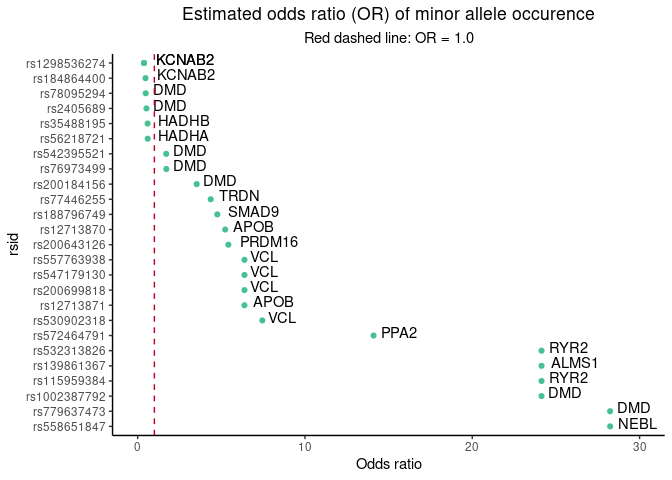 Estimated odds ratio (OR) of minor allele occurence
Red dashed line: OR = 1.0
rsid
rs1298536274 KCNAB2
rs184864400 KCNAB2
rs78095294 DMD
rs2405689 DMD
rs35488195 HADHB
rs56218721 HADHA
rs542395521 DMD
rs76973499 DMD
rs200184156 DMD
rs77446255 TRDN
rs188796749 SMAD9
rs12713870 APOB
rs200643126 PRDM16
rs557763938 VCL
rs547179130 VCL
rs200699818 VCL
rs12713871 APOB
rs530902318 VCL
rs572464791 PPA2
rs532313826 RYR2
rs139861367 ALMS1
rs115959384 RYR2
rs1002387792 DMD
rs779637473 DMD
rs558651847 NEBL
0 10 20 30
Odds ratio